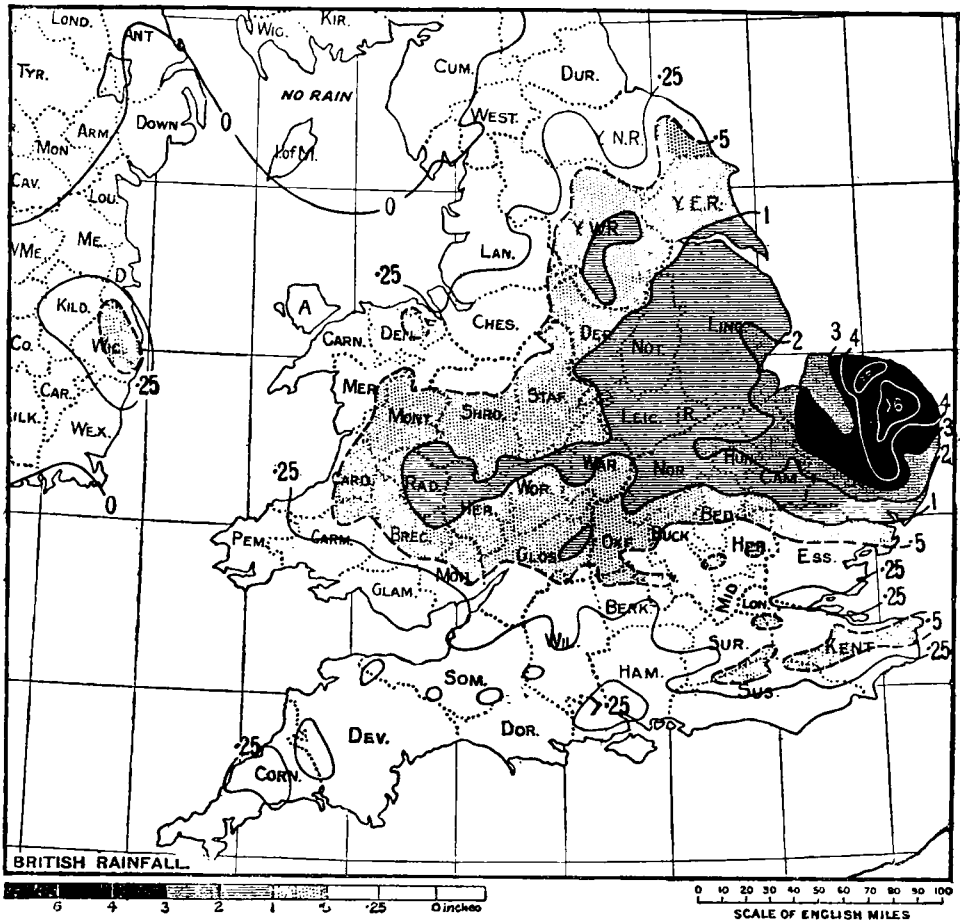 LOND.
ANT
WIG.
KIR.
CUM.
DUR.
.25
TYR.
NO RAIN
WEST.
ARM.
DOWN
0
Y.N.R.
.5
MON
I.of M.
CAV.
LOU.
0
Y.E.R.
Y.W.R.
1
ME.
LAN.
W.ME.
D.
.25
KILD.
A
CHES.
DER.
LINC.
CARN.
DEN.
NOT.
2
3
4
CO.
WIC.
.25
MER.
STAF.
>6
CAR.
MONT.
SHRO.
LEIC.
R.
4
ILK.
WEX.
3
2
.25
WAR.
NOR.
HUN.
CARD.
RAD.
WOR.
CAM.
0
HER.
1
BED.
PEM.
CARM.
BREC.
GLOS.
OXF.
BUCK
HER.
ESS.
.5
MON.
.25
GLAM.
MID
LON.
.25
BERK.
WIL.
SUR.
KENT
.5
.25
SOM.
HAM.
SUS
>.25
DEV.
DOR.
.25
CORN.
BRITISH RAINFALL.
6 4 3 2 1 .5 .25 0 inches
0 10 20 30 40 50 60 70 80 90 100
SCALE OF ENGLISH MILES